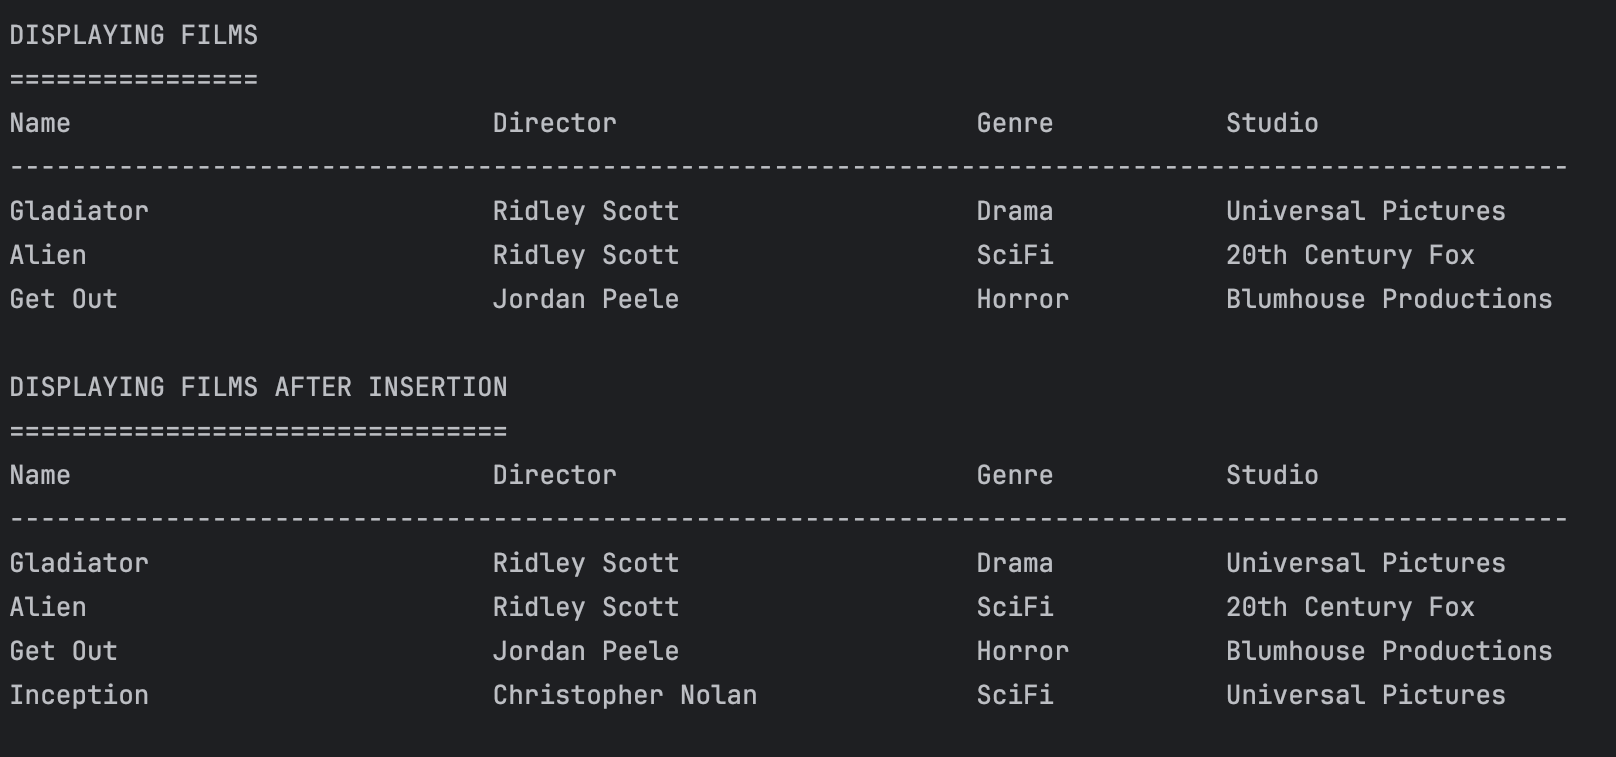 DISPLAYING FILMS
================
Name                           Director                       Genre           Studio
----------------------------------------------------------------------------------------------------
Gladiator                      Ridley Scott                   Drama           Universal Pictures
Alien                          Ridley Scott                   SciFi           20th Century Fox
Get Out                        Jordan Peele                   Horror          Blumhouse Productions

DISPLAYING FILMS AFTER INSERTION
================================
Name                           Director                       Genre           Studio
----------------------------------------------------------------------------------------------------
Gladiator                      Ridley Scott                   Drama           Universal Pictures
Alien                          Ridley Scott                   SciFi           20th Century Fox
Get Out                        Jordan Peele                   Horror          Blumhouse Productions
Inception                      Christopher Nolan              SciFi           Universal Pictures